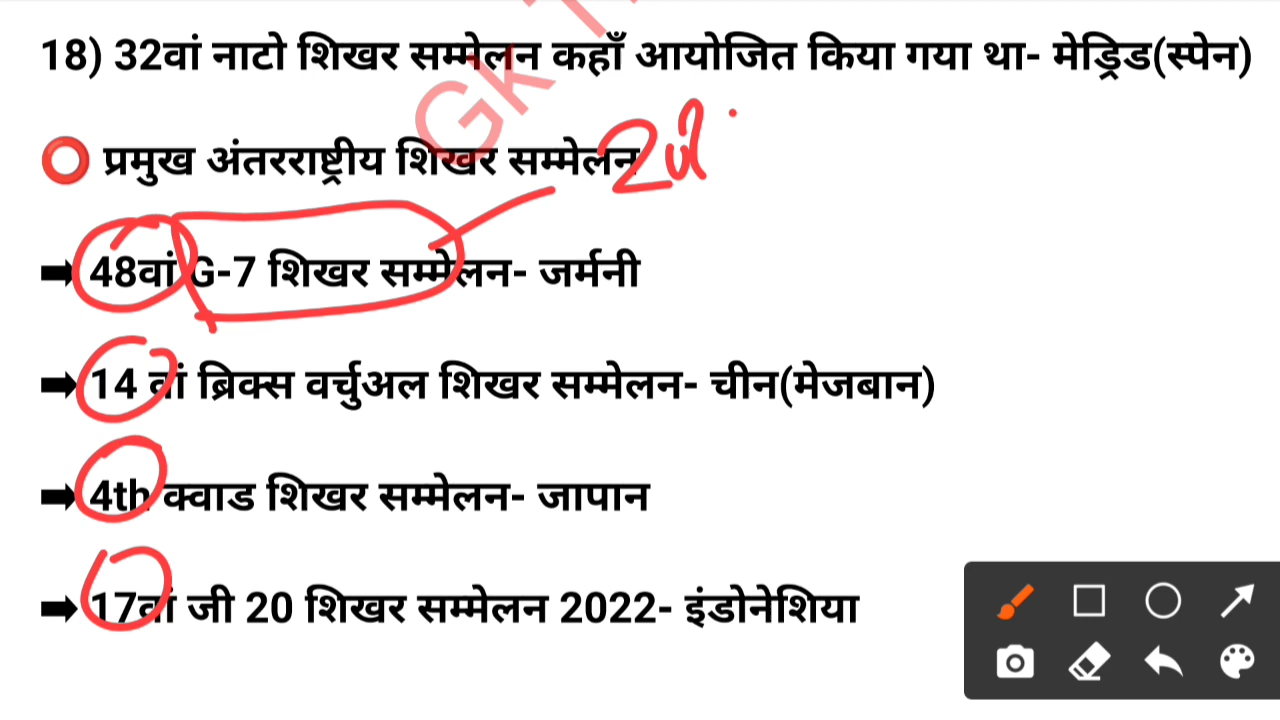 18) 32वां नाटो शिखर सम्मेलन कहाँ आयोजित किया गया था- मेड्रिड(स्पेन)
⭕ प्रमुख अंतरराष्ट्रीय शिखर सम्मेलन
➡ 48वां G-7 शिखर सम्मेलन- जर्मनी
➡ 14 वां ब्रिक्स वर्चुअल शिखर सम्मेलन- चीन(मेजबान)
➡ 4th क्वाड शिखर सम्मेलन- जापान
➡ 17वां जी 20 शिखर सम्मेलन 2022- इंडोनेशिया
Gk